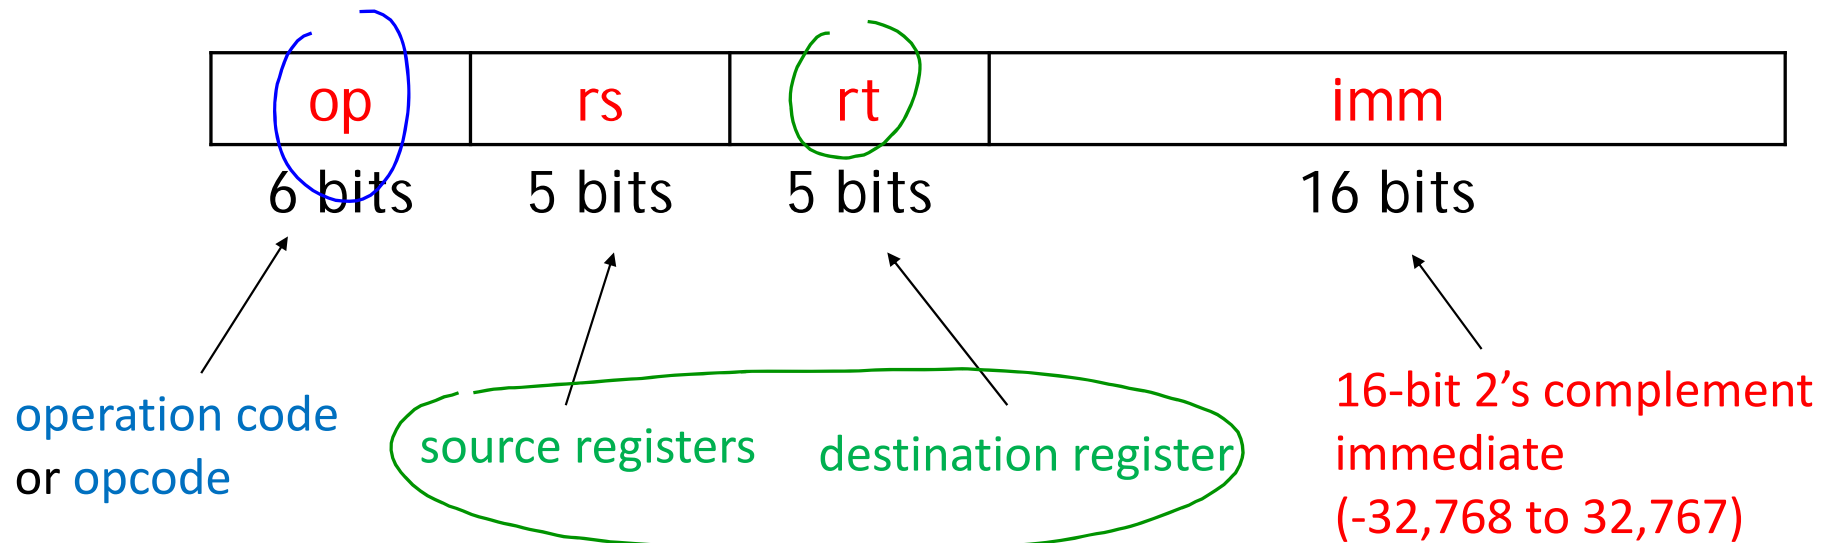 op rs rt imm
6 bits 5 bits 5 bits 16 bits
operation code
or opcode
source registers
destination register
16-bit 2’s complement
immediate
(-32,768 to 32,767)